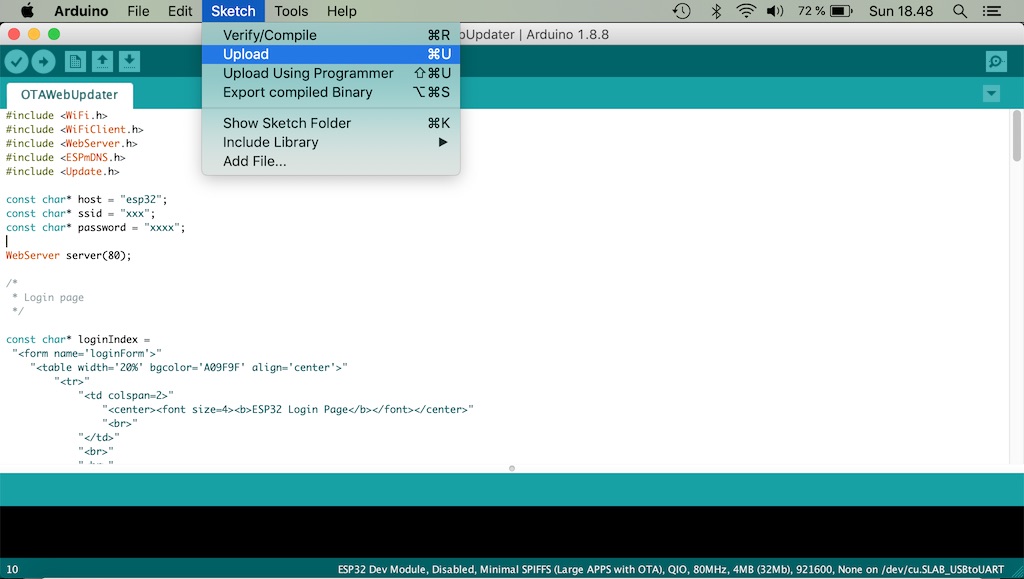 Arduino File Edit Sketch Tools Help 72 % Sun 18.48
bUpdater | Arduino 1.8.8
Verify/Compile ⌘R
Upload ⌘U
Upload Using Programmer ⇧⌘U
Export compiled Binary ⌥⌘S
Show Sketch Folder ⌘K
Include Library ▶
Add File...
OTAWebUpdater
#include <WiFi.h>
#include <WiFiClient.h>
#include <WebServer.h>
#include <ESPmDNS.h>
#include <Update.h>
const char* host = "esp32";
const char* ssid = "xxx";
const char* password = "xxxx";
WebServer server(80);
/*
* Login page
*/
const char* loginIndex =
"<form name='loginForm'>"
"<table width='20%' bgcolor='A09F9F' align='center'>"
"<tr>"
"<td colspan=2>"
"<center><font size=4><b>ESP32 Login Page</b></font></center>"
"<br>"
"</td>"
"<br>"
10 ESP32 Dev Module, Disabled, Minimal SPIFFS (Large APPS with OTA), QIO, 80MHz, 4MB (32Mb), 921600, None on /dev/cu.SLAB_USBtoUART